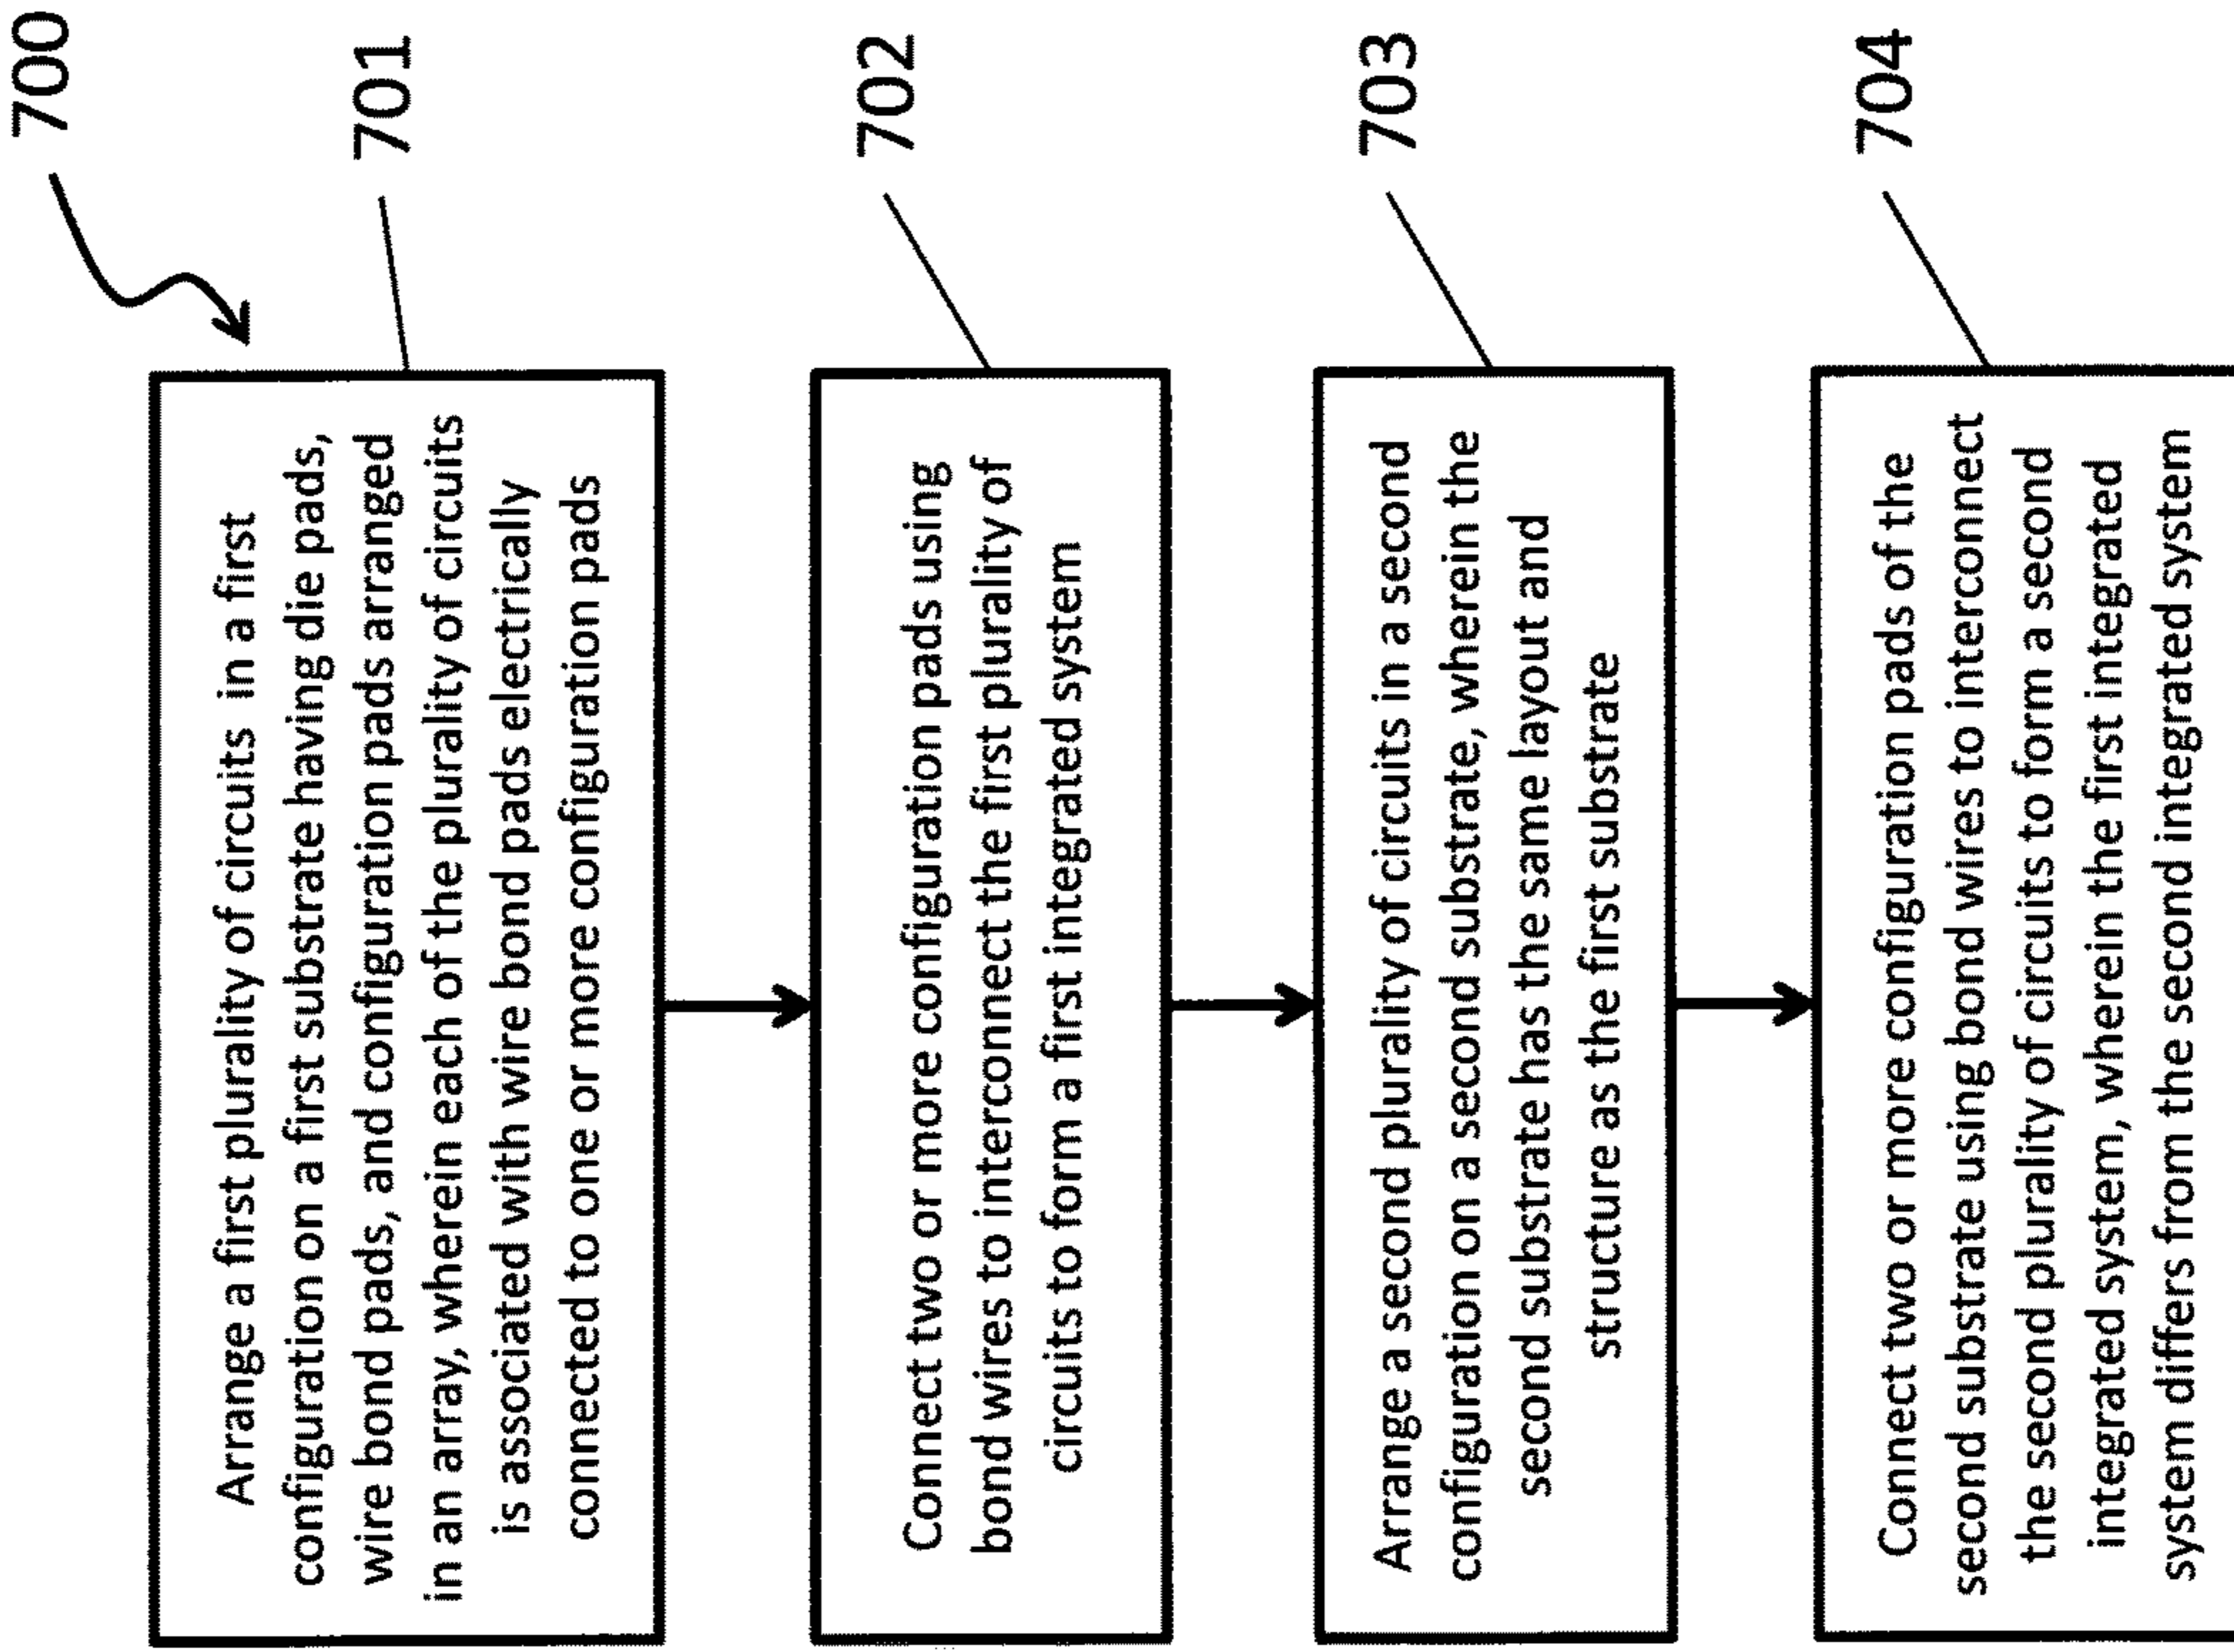 700
Arrange a first plurality of circuits in a first
configuration on a first substrate having die pads,
wire bond pads, and configuration pads arranged
in an array, wherein each of the plurality of circuits
is associated with wire bond pads electrically
connected to one or more configuration pads
701
Connect two or more configuration pads using
bond wires to interconnect the first plurality of
circuits to form a first integrated system
702
Arrange a second plurality of circuits in a second
configuration on a second substrate, wherein the
second substrate has the same layout and
structure as the first substrate
703
Connect two or more configuration pads of the
second substrate using bond wires to interconnect
the second plurality of circuits to form a second
integrated system, wherein the first integrated
system differs from the second integrated system
704